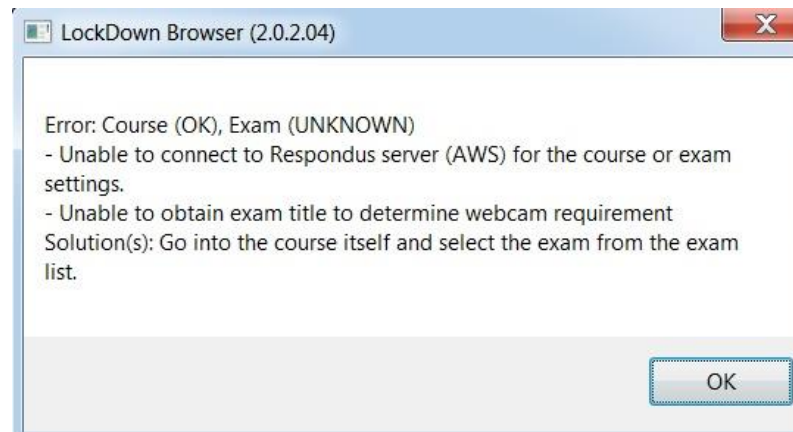 LockDown Browser (2.0.2.04)
Error: Course (OK), Exam (UNKNOWN)
- Unable to connect to Respondus server (AWS) for the course or exam
settings.
- Unable to obtain exam title to determine webcam requirement
Solution(s): Go into the course itself and select the exam from the exam
list.
OK